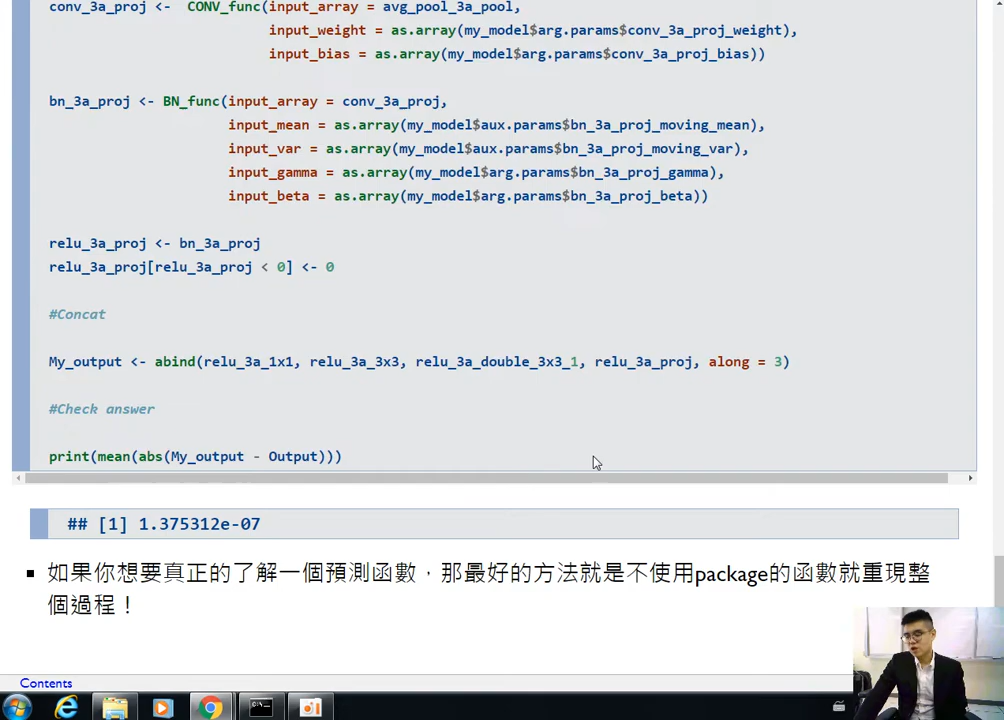 conv_3a_proj <- CONV_func(input_array = avg_pool_3a_pool,
input_weight = as.array(my_model$arg.params$conv_3a_proj_weight),
input_bias = as.array(my_model$arg.params$conv_3a_proj_bias))
bn_3a_proj <- BN_func(input_array = conv_3a_proj,
input_mean = as.array(my_model$aux.params$bn_3a_proj_moving_mean),
input_var = as.array(my_model$aux.params$bn_3a_proj_moving_var),
input_gamma = as.array(my_model$arg.params$bn_3a_proj_gamma),
input_beta = as.array(my_model$arg.params$bn_3a_proj_beta))
relu_3a_proj <- bn_3a_proj
relu_3a_proj[relu_3a_proj < 0] <- 0
#Concat
My_output <- abind(relu_3a_1x1, relu_3a_3x3, relu_3a_double_3x3_1, relu_3a_proj, along = 3)
#Check answer
print(mean(abs(My_output - Output)))
## [1] 1.375312e-07
▪ 如果你想要真正的了解一個預測函數，那最好的方法就是不使用package的函數就重現整
個過程！
Contents